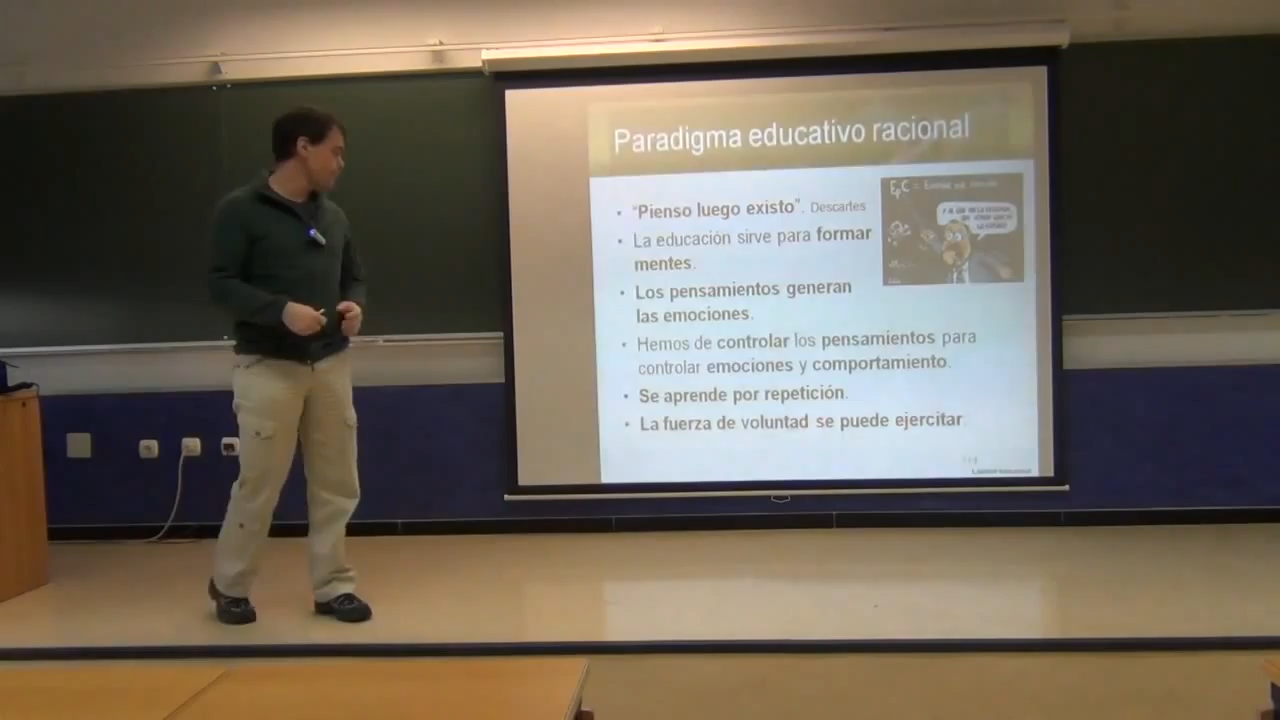 Paradigma educativo racional
• “Pienso luego existo”. Descartes
• La educación sirve para formar
mentes.
• Los pensamientos generan
las emociones.
• Hemos de controlar los pensamientos para
controlar emociones y comportamiento.
• Se aprende por repetición.
• La fuerza de voluntad se puede ejercitar